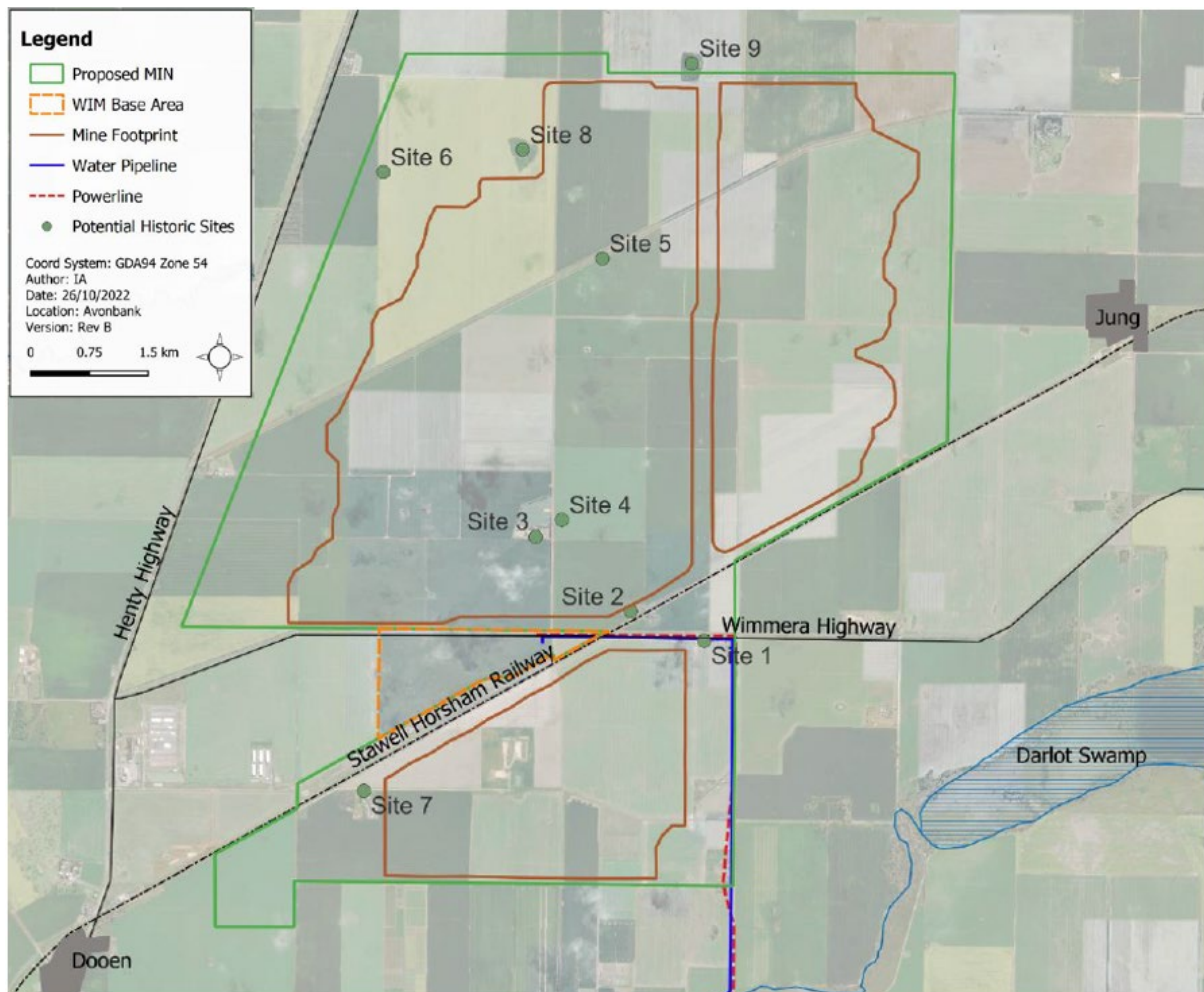 Legend
Proposed MIN
WIM Base Area
Mine Footprint
Water Pipeline
Powerline
Potential Historic Sites
Coord System: GDA94 Zone 54
Author: IA
Date: 26/10/2022
Location: Avonbank
Version: Rev B
0 0.75 1.5 km
Site 9
Site 8
Site 6
Site 5
Jung
Site 4
Site 3
Henty Highway
Site 2
Wimmera Highway
Site 1
Stawell Horsham Railway
Darlot Swamp
Site 7
Dooen